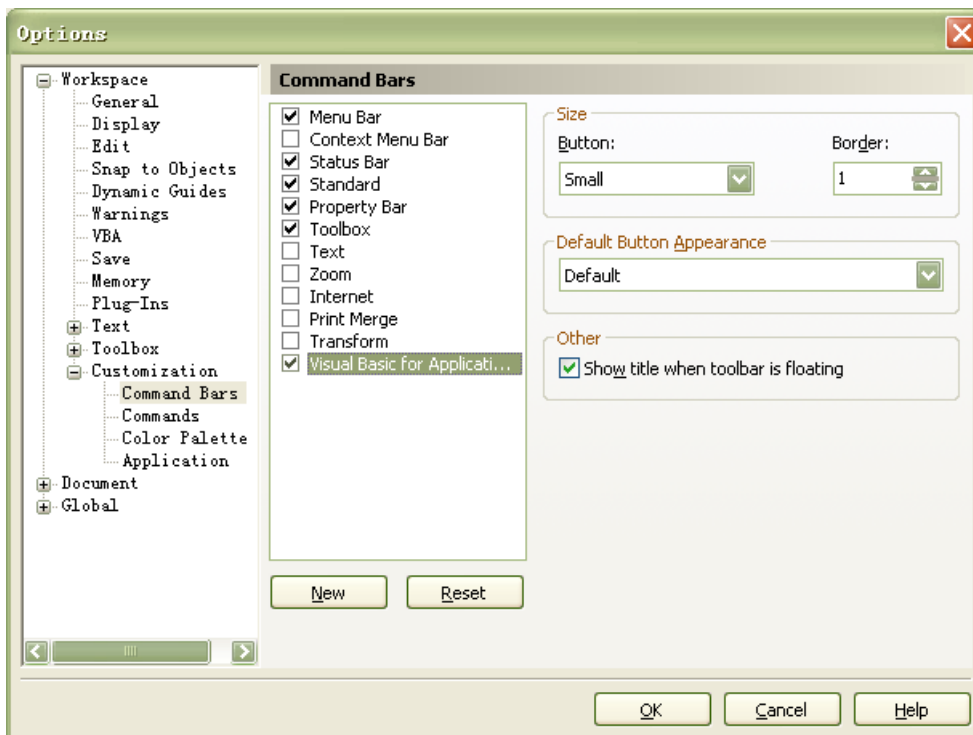 Options
Workspace
General
Display
Edit
Snap to Objects
Dynamic Guides
Warnings
VBA
Save
Memory
Plug-Ins
Text
Toolbox
Customization
Command Bars
Commands
Color Palette
Application
Document
Global
Command Bars
Menu Bar
Context Menu Bar
Status Bar
Standard
Property Bar
Toolbox
Text
Zoom
Internet
Print Merge
Transform
Visual Basic for Applicati...
New Reset
Size
Button: Border:
Small 1
Default Button Appearance
Default
Other
Show title when toolbar is floating
OK Cancel Help